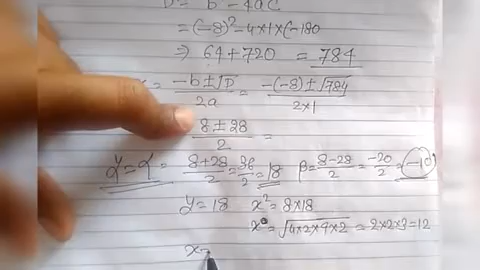 D = b² - 4ac
= (-8)² - 4×1×(-180
⇒ 64+720 = 784
= -b±√D/2a = -(-8)±√784/2×1
8±28/2 =
y=α = 8+28/2 = 36/2 = 18 β = 8-28/2 = -20/2 = -10
y = 18 x² = 8×18
x = √4×2×9×2 = 2×2×3=12
x=